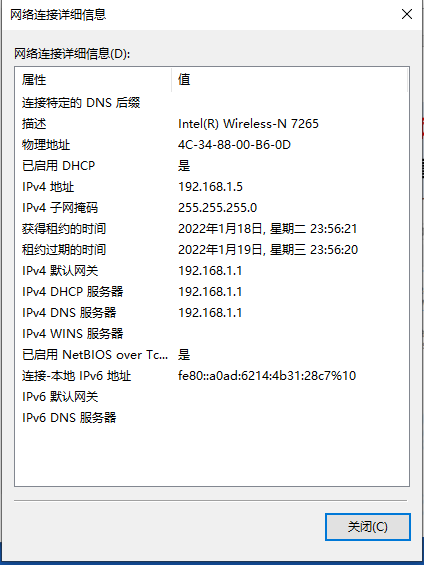 网络连接详细信息
网络连接详细信息(D):
属性 值
连接特定的 DNS 后缀
描述 Intel(R) Wireless-N 7265
物理地址 4C-34-88-00-B6-0D
已启用 DHCP 是
IPv4 地址 192.168.1.5
IPv4 子网掩码 255.255.255.0
获得租约的时间 2022年1月18日, 星期二 23:56:21
租约过期的时间 2022年1月19日, 星期三 23:56:20
IPv4 默认网关 192.168.1.1
IPv4 DHCP 服务器 192.168.1.1
IPv4 DNS 服务器 192.168.1.1
IPv4 WINS 服务器
已启用 NetBIOS over Tc... 是
连接-本地 IPv6 地址 fe80::a0ad:6214:4b31:28c7%10
IPv6 默认网关
IPv6 DNS 服务器
关闭(C)